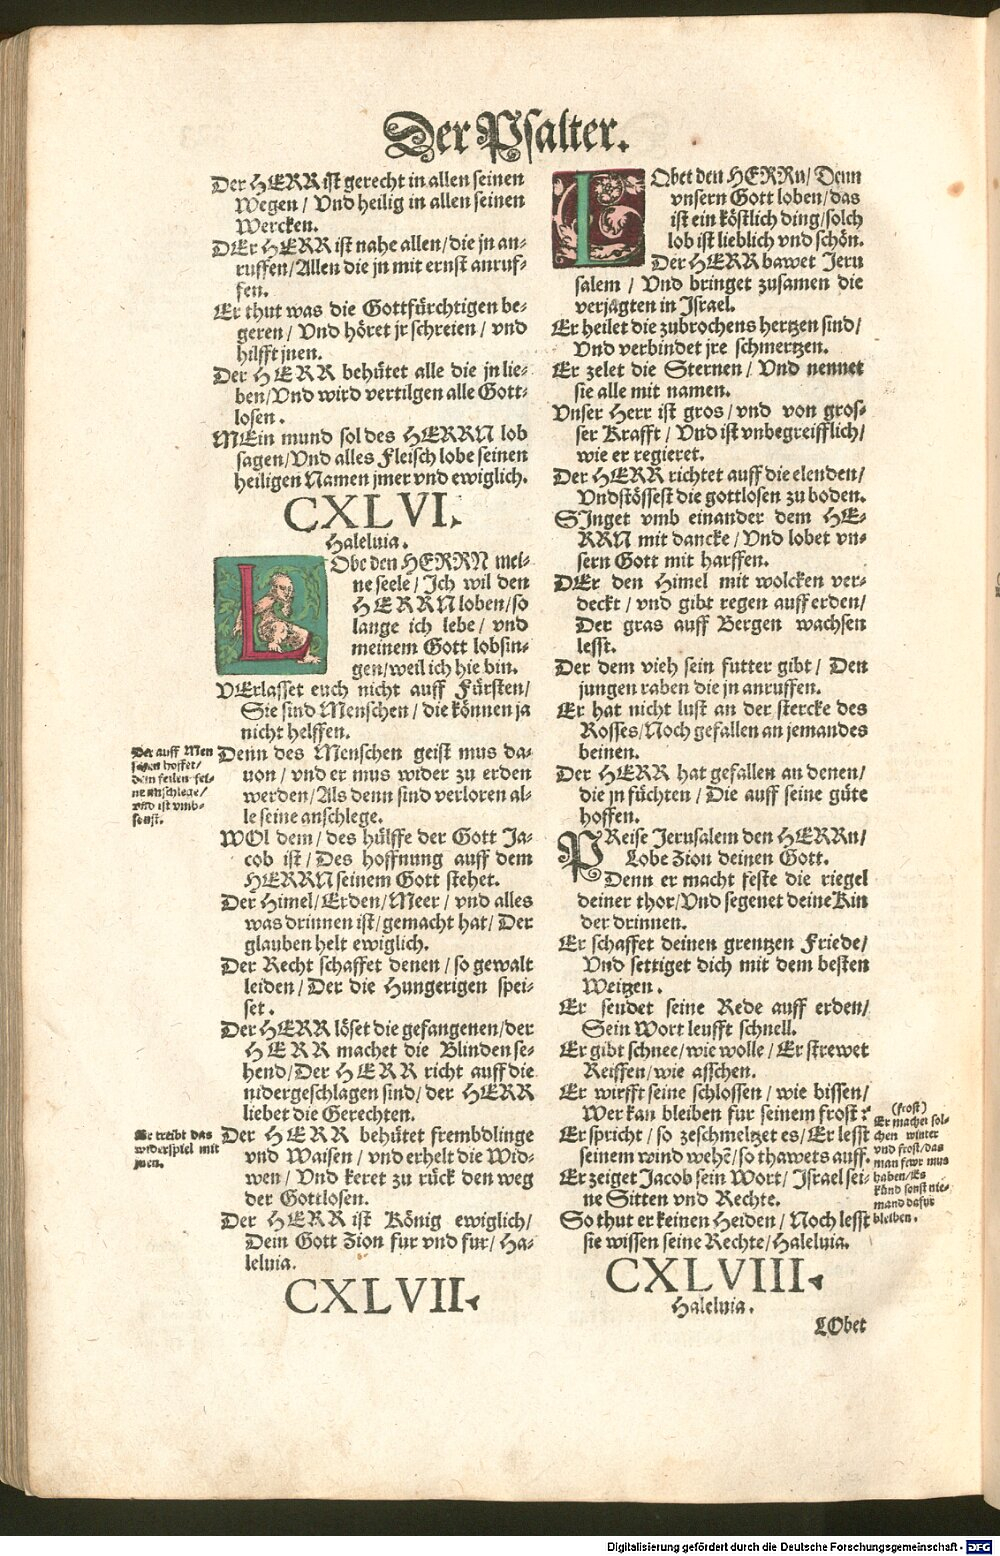 Der Psalter.
Der HERR ist gerecht in allen seinen
Wegen / Vnd heilig in allen seinen
Wercken.
DEr HERR ist nahe allen / die jn an-
ruffen / Allen die jn mit ernst anruf-
fen.
Er thut was die Gottfürchtigen be-
geren / Vnd höret jr schreien / vnd
hilfft jnen.
Der HERR behütet alle die jn lie-
ben / Vnd wird vertilgen alle Gott-
losen.
MEin mund sol des HERRN lob
sagen / Vnd alles Fleisch lobe seinen
heiligen Namen jmer vnd ewiglich.
CXLVI.
Haleluia.
LObe den HERRN mei-
ne seele / Ich wil den
HERRN loben / so
lange ich lebe / vnd
meinem Gott lobsin-
gen / weil ich hie bin.
VErlasset euch nicht auff Fürsten /
Sie sind Menschen / die können ja
nicht helffen.
Denn des Menschen geist mus da-
uon / vnd er mus wider zu erden
werden / Als denn sind verloren al-
le seine anschlege.
WOl dem / des hülffe der Gott Ja-
cob ist / Des hoffnung auff dem
HERRN seinem Gott stehet.
Der Himel / Erden / Meer / vnd alles
was drinnen ist / gemacht hat / Der
glauben helt ewiglich.
Der Recht schaffet denen / so gewalt
leiden / Der die Hungerigen spei-
set.
Der HERR löset die gefangenen / der
HERR machet die Blinden se-
hend / Der HERR richt auff die
nidergeschlagen sind / der HERR
liebet die Gerechten.
Der HERR behütet frembdlinge
vnd Waisen / vnd erhelt die Wid-
wen / Vnd keret zu rück den weg
der Gottlosen.
Der HERR ist König ewiglich /
Dein Gott Zion fur vnd fur / Ha-
leluia.
CXLVII.
Der auff Men
schen hoffet /
dem feilen sei-
ne anschlege /
vnd ist vmb-
sonst.
Er treibt das
widerspiel mit
jnen.
LObet den HERRn / Denn
vnsern Gott loben / das
ist ein köstlich ding / solch
lob ist lieblich vnd schön.
Der HERR bawet Jeru
salem / Vnd bringet zusamen die
verjagten in Jsrael.
Er heilet die zubrochens hertzen sind /
Vnd verbindet jre schmertzen.
Er zelet die Sternen / Vnd nennet
sie alle mit namen.
Vnser Herr ist gros / vnd von gros-
ser Krafft / Vnd ist vnbegreifflich /
wie er regieret.
Der HERR richtet auff die elenden /
Vnd stössest die gottlosen zu boden.
SInget vmb einander dem HE-
RRN mit dancke / Vnd lobet vn-
sern Gott mit harffen.
DEr den Himel mit wolcken ver-
deckt / vnd gibt regen auff erden /
Der gras auff Bergen wachsen
lesst.
Der dem vieh sein futter gibt / Den
jungen raben die jn anruffen.
Er hat nicht lust an der stercke des
Rosses / Noch gefallen an jemandes
beinen.
Der HERR hat gefallen an denen /
die jn füchten / Die auff seine güte
hoffen.
PReise Jerusalem den HERRn /
Lobe Zion deinen Gott.
Denn er macht feste die riegel
deiner thor / Vnd segenet deine Kin
der drinnen.
Er schaffet deinen grentzen Friede /
Vnd settiget dich mit dem besten
Weitzen.
Er sendet seine Rede auff erden /
Sein Wort leufft schnell.
Er gibt schnee / wie wolle / Er strewet
Reiffen / wie asschen.
Er wirfft seine schlossen / wie bissen /
Wer kan bleiben fur seinem frost?
Er spricht / so zeschmeltzet es / Er lesst
seinem wind wehē / so thawets auff.
Er zeiget Jacob sein Wort / Israel sei-
ne Sitten vnd Rechte.
So thut er keinen Heiden / Noch lesst
sie wissen seine Rechte / Haleluia.
CXLVIII.
Haleluia.
LObet
(frost)
Er machet sol-
chen winter
vnd frost / das
man fewr mus
haben / Es
künd sonst nie-
mand dafur
bleiben.
Digitalisierung gefördert durch die Deutsche Forschungsgemeinschaft - DFG